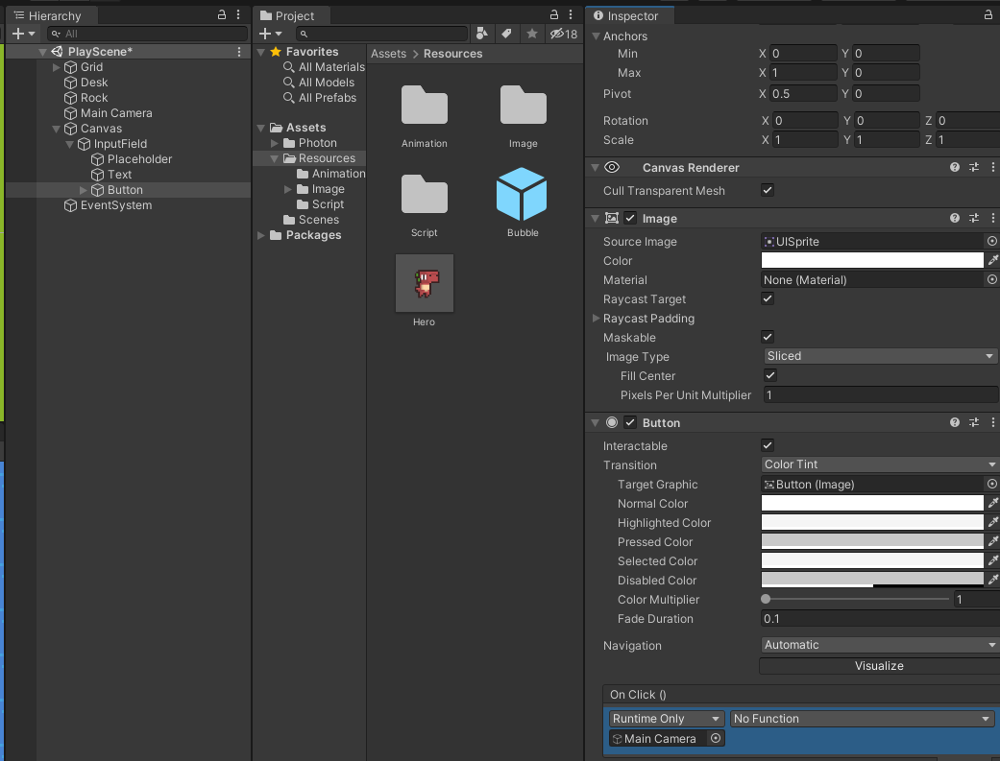 Hierarchy
All
PlayScene*
Grid
Desk
Rock
Main Camera
Canvas
InputField
Placeholder
Text
Button
EventSystem
Project
18
Favorites
All Materials
All Models
All Prefabs
Assets
Photon
Resources
Animation
Image
Script
Scenes
Packages
Assets > Resources
Animation
Image
Script
Bubble
Hero
Inspector
Anchors
Min X 0 Y 0
Max X 1 Y 0
Pivot X 0.5 Y 0
Rotation X 0 Y 0 Z 0
Scale X 1 Y 1 Z 1
Canvas Renderer
Cull Transparent Mesh
Image
Source Image UISprite
Color
Material None (Material)
Raycast Target
Raycast Padding
Maskable
Image Type Sliced
Fill Center
Pixels Per Unit Multiplier 1
Button
Interactable
Transition Color Tint
Target Graphic Button (Image)
Normal Color
Highlighted Color
Pressed Color
Selected Color
Disabled Color
Color Multiplier 1
Fade Duration 0.1
Navigation Automatic
Visualize
On Click ()
Runtime Only No Function
Main Camera